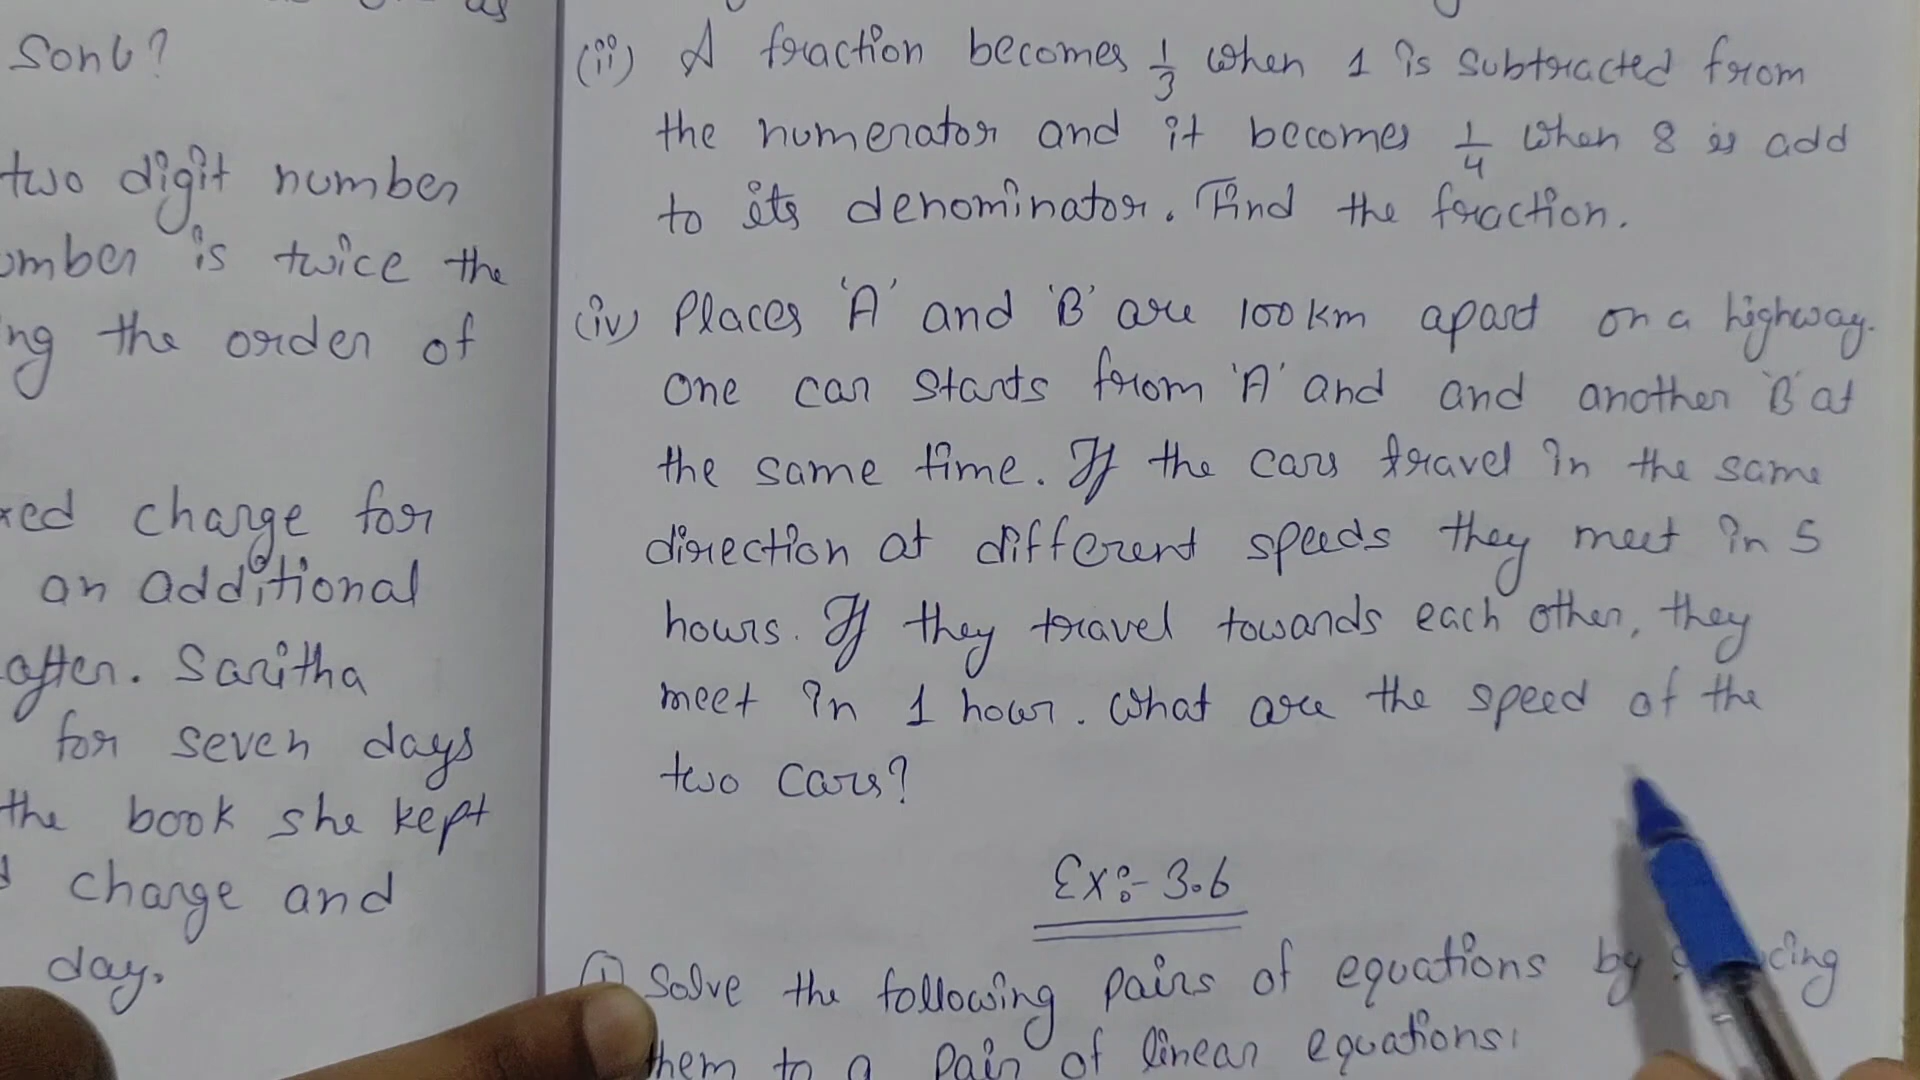 Sonu?
two digit number
is twice the
the order of
charge for
an additional
after. Saritha
for seven days
the book she kept
charge and
day.
(ii) A fraction becomes 1/3 when 1 is subtracted from
the numerator and it becomes 1/4 when 8 is add
to its denominator. Find the fraction.
(iv) Places 'A' and 'B' are 100 km apart on a highway.
One car starts from 'A' and and another 'B' at
the same time. If the cars travel in the same
direction at different speeds they meet in 5
hours. If they travel towards each other, they
meet in 1 hour. What are the speed of the
two cars?
Ex:- 3.6
(1) Solve the following pairs of equations by
them to a pair of linear equations: